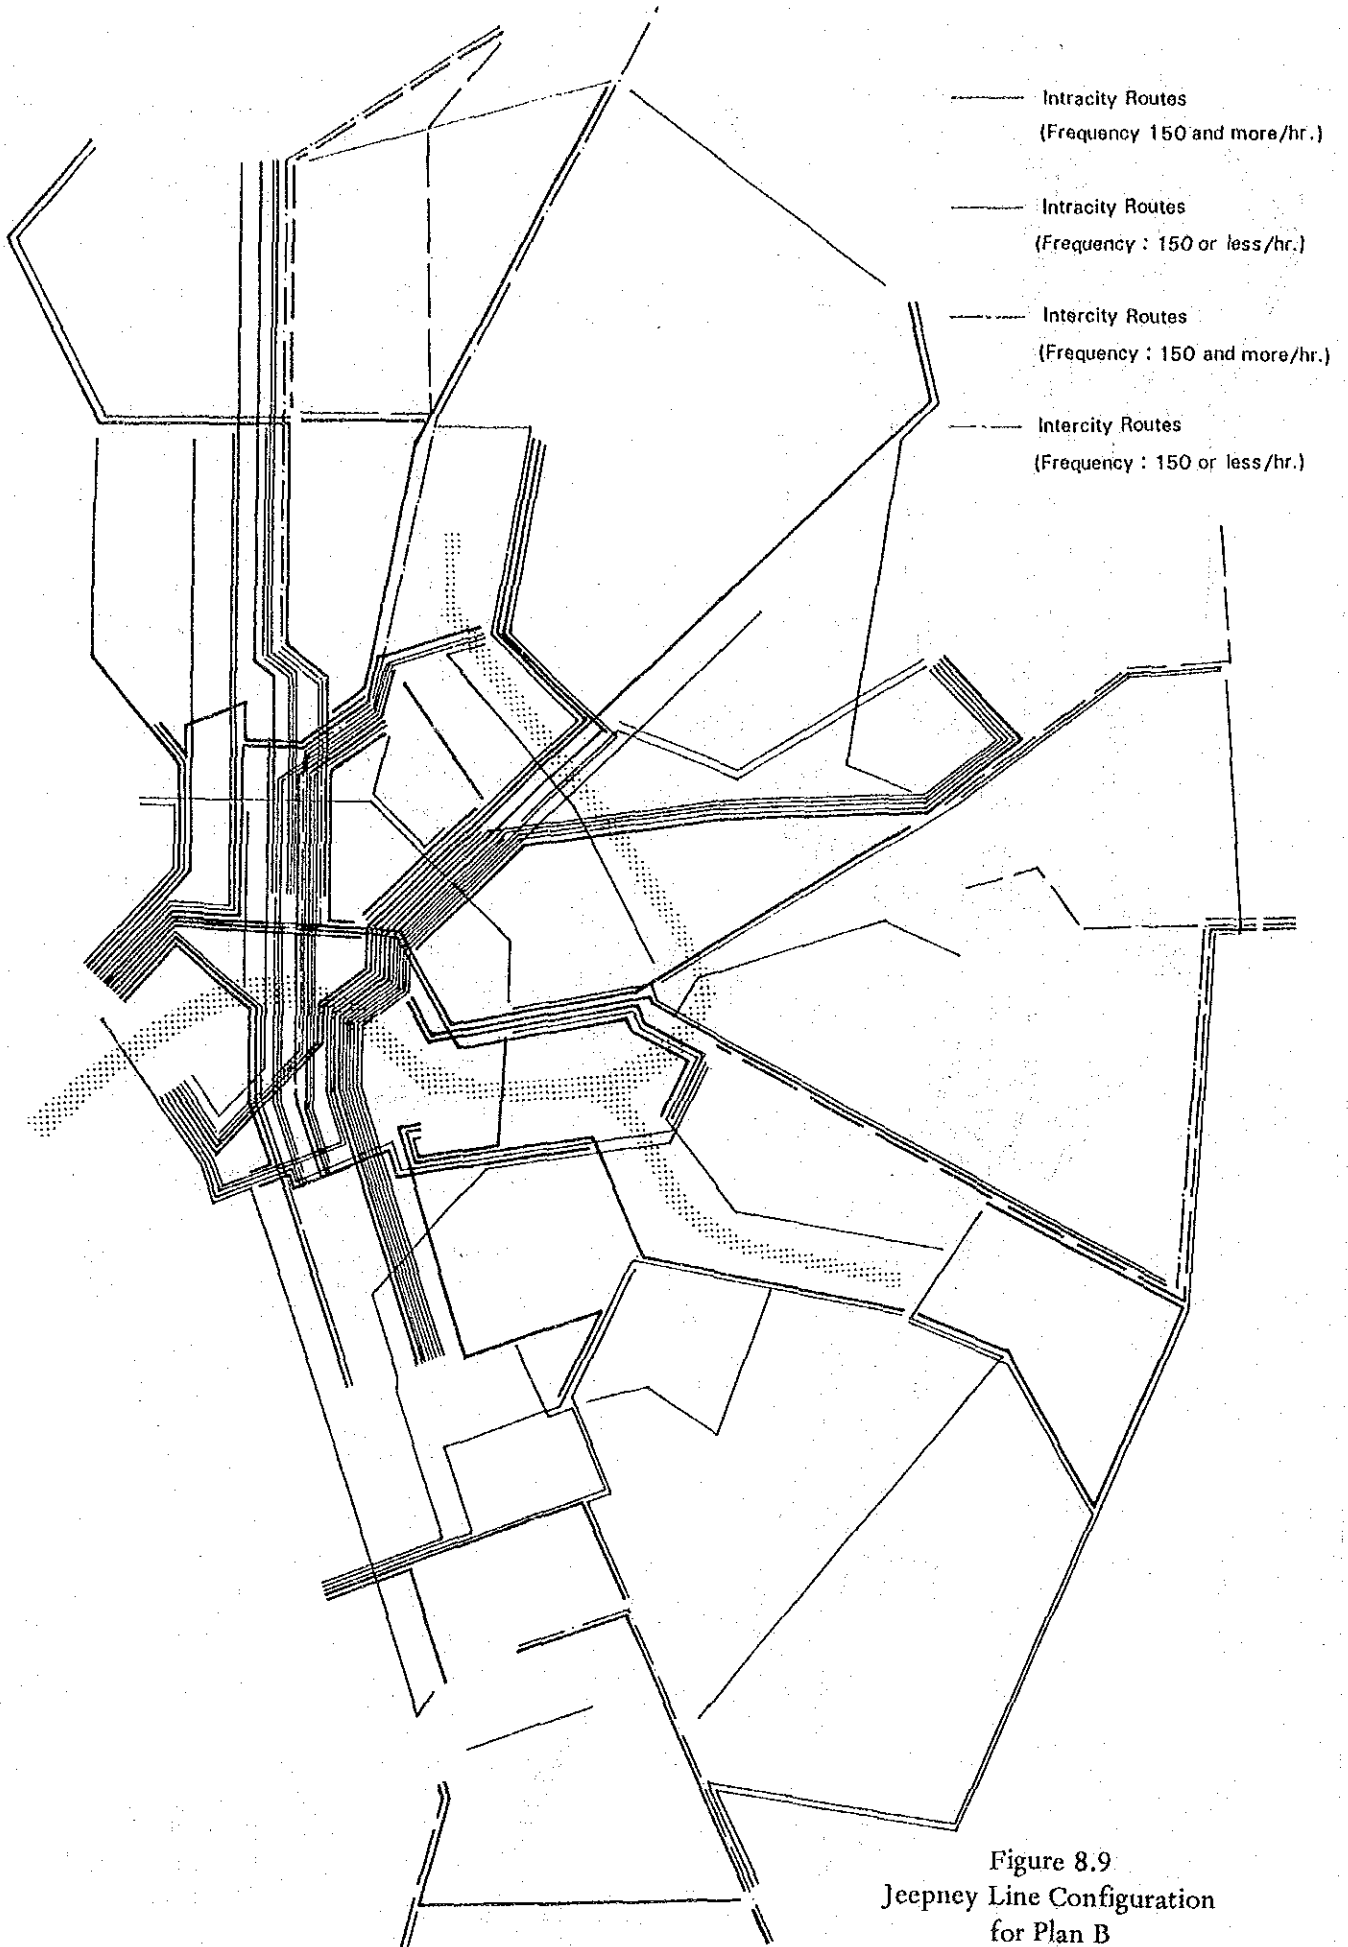 Intracity Routes
(Frequency 150 and more/hr.)
Intracity Routes
(Frequency : 150 or less/hr.)
Intercity Routes
(Frequency : 150 and more/hr.)
Intercity Routes
(Frequency : 150 or less/hr.)
Figure 8.9
Jeepney Line Configuration
for Plan B